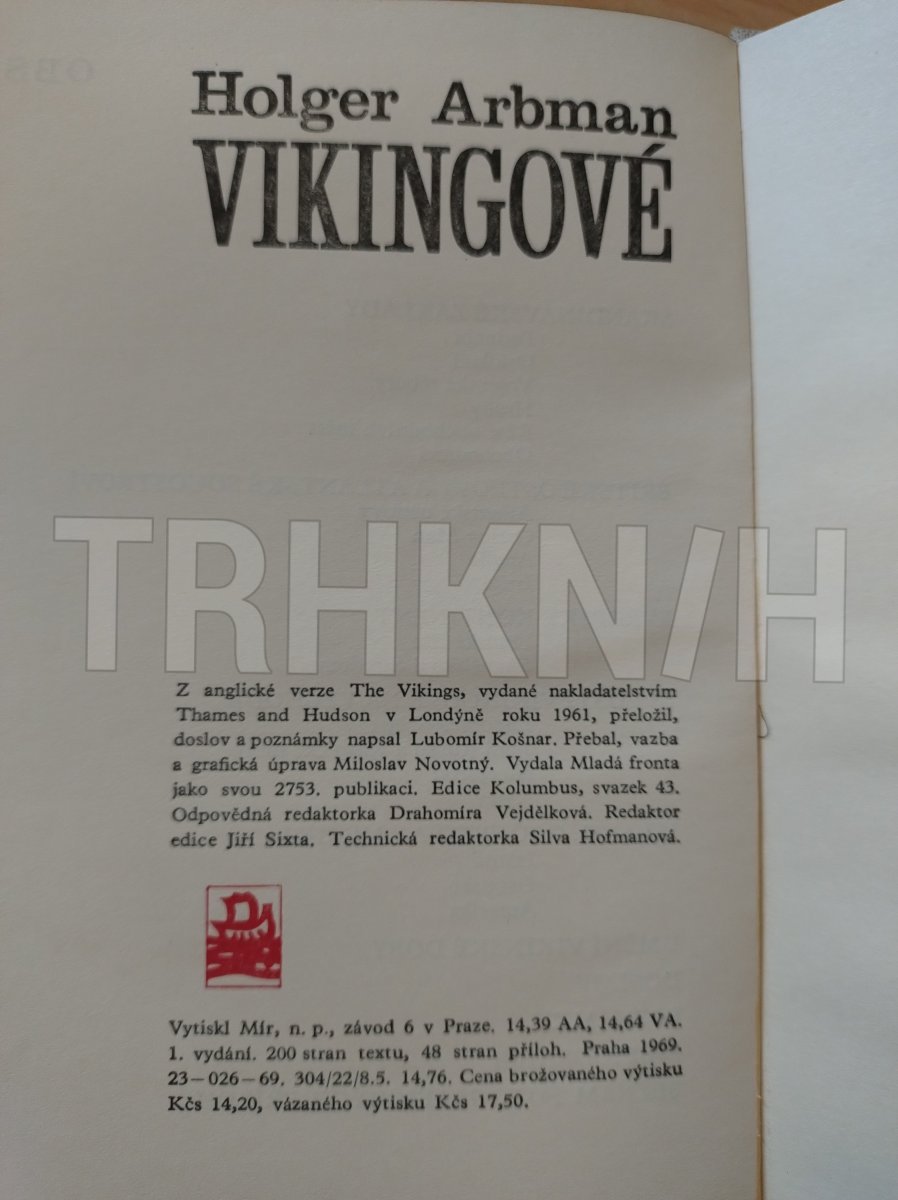 Holger Arbman
VIKINGOVÉ
TRHKN/H
Z anglické verze The Vikings, vydané nakladatelstvím
Thames and Hudson v Londýně roku 1961, přeložil,
doslov a poznámky napsal Lubomír Košnar. Přebal, vazba
a grafická úprava Miloslav Novotný. Vydala Mladá fronta
jako svou 2753. publikaci. Edice Kolumbus, svazek 43.
Odpovědná redaktorka Drahomíra Vejdělková. Redaktor
edice Jiří Sixta. Technická redaktorka Silva Hofmanová.
Vytiskl Mír, n. p., závod 6 v Praze. 14,39 AA, 14,64 VA.
1. vydání. 200 stran textu, 48 stran příloh. Praha 1969.
23—026—69. 304/22/8.5. 14,76. Cena brožovaného výtisku
Kčs 14,20, vázaného výtisku Kčs 17,50.